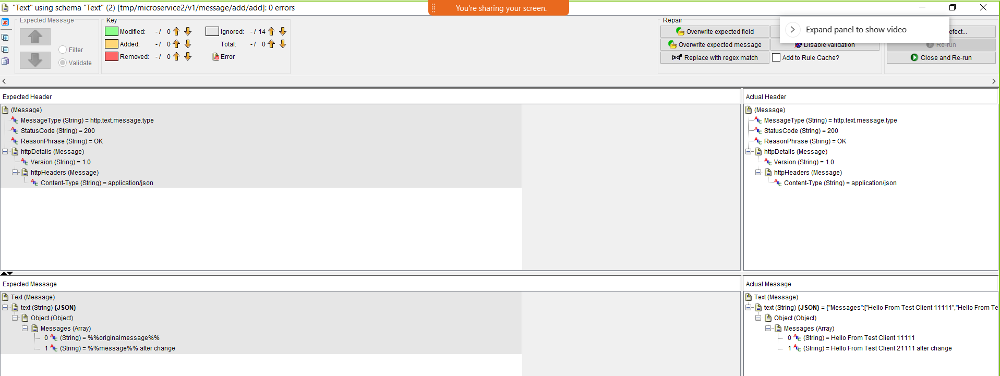 "Text" using schema "Text" (2) [tmp/microservice2/v1/message/add/add]: 0 errors
You're sharing your screen.
Expected Message
Filter
Validate
Key
Modified: - / 0
Added: - / 0
Removed: - / 0
Ignored: - / 14
Total: - / 0
Error
Repair
Overwrite expected field
Overwrite expected message
Replace with regex match
Expand panel to show video
Disable validation
Add to Rule Cache?
efect...
Re-run
Close and Re-run
Expected Header
(Message)
MessageType (String) = http.text.message.type
StatusCode (String) = 200
ReasonPhrase (String) = OK
httpDetails (Message)
Version (String) = 1.0
httpHeaders (Message)
Content-Type (String) = application/json
Actual Header
(Message)
MessageType (String) = http.text.message.type
StatusCode (String) = 200
ReasonPhrase (String) = OK
httpDetails (Message)
Version (String) = 1.0
httpHeaders (Message)
Content-Type (String) = application/json
Expected Message
Text (Message)
text (String) {JSON}
Object (Object)
Messages (Array)
0 (String) = %%originalmessage%%
1 (String) = %%message%% after change
Actual Message
Text (Message)
text (String) {JSON} = {"Messages":["Hello From Test Client 11111","Hello From Te
Object (Object)
Messages (Array)
0 (String) = Hello From Test Client 11111
1 (String) = Hello From Test Client 21111 after change